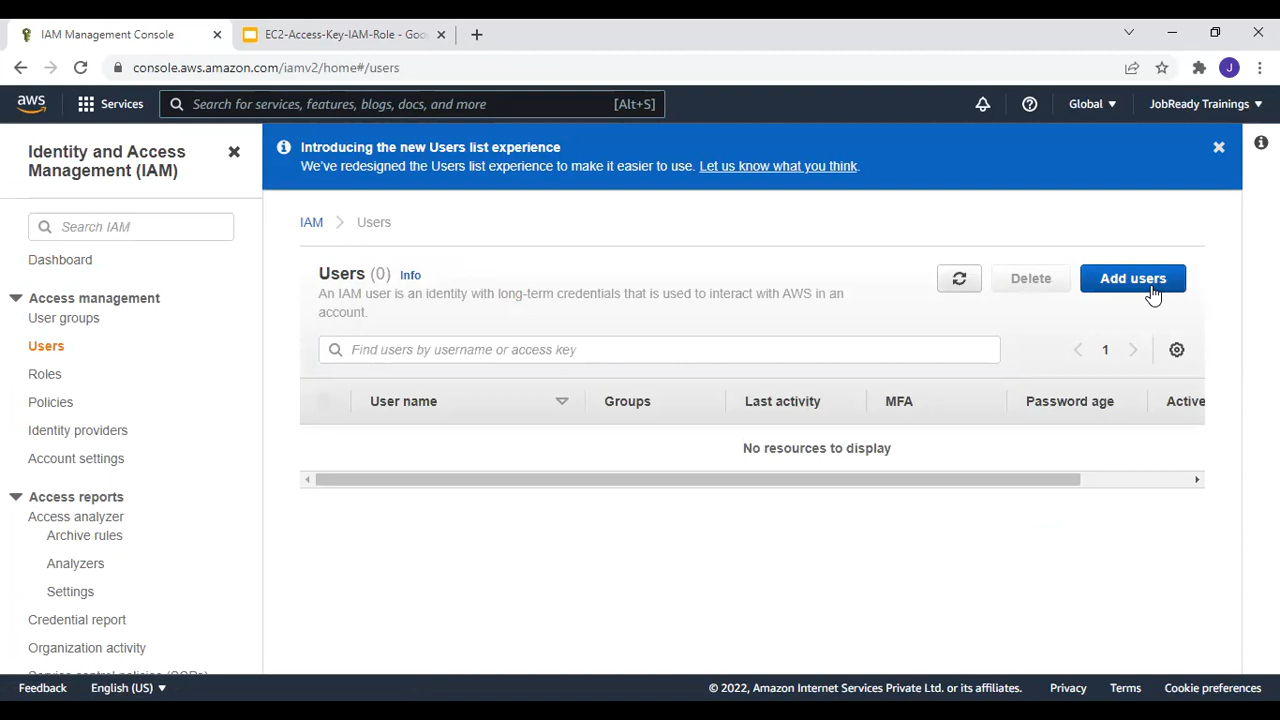 IAM Management Console
EC2-Access-Key-IAM-Role - Goo
console.aws.amazon.com/iamv2/home#/users
J
aws
Services
Search for services, features, blogs, docs, and more
[Alt+S]
Global
JobReady Trainings
Identity and Access
Management (IAM)
Search IAM
Dashboard
Access management
User groups
Users
Roles
Policies
Identity providers
Account settings
Access reports
Access analyzer
Archive rules
Analyzers
Settings
Credential report
Organization activity
Service control policies (SCPs)
Introducing the new Users list experience
We've redesigned the Users list experience to make it easier to use. Let us know what you think.
IAM > Users
Users (0) Info
An IAM user is an identity with long-term credentials that is used to interact with AWS in an
account.
Delete
Add users
Find users by username or access key
1
User name
Groups
Last activity
MFA
Password age
Active
No resources to display
Feedback
English (US)
© 2022, Amazon Internet Services Private Ltd. or its affiliates.
Privacy
Terms
Cookie preferences